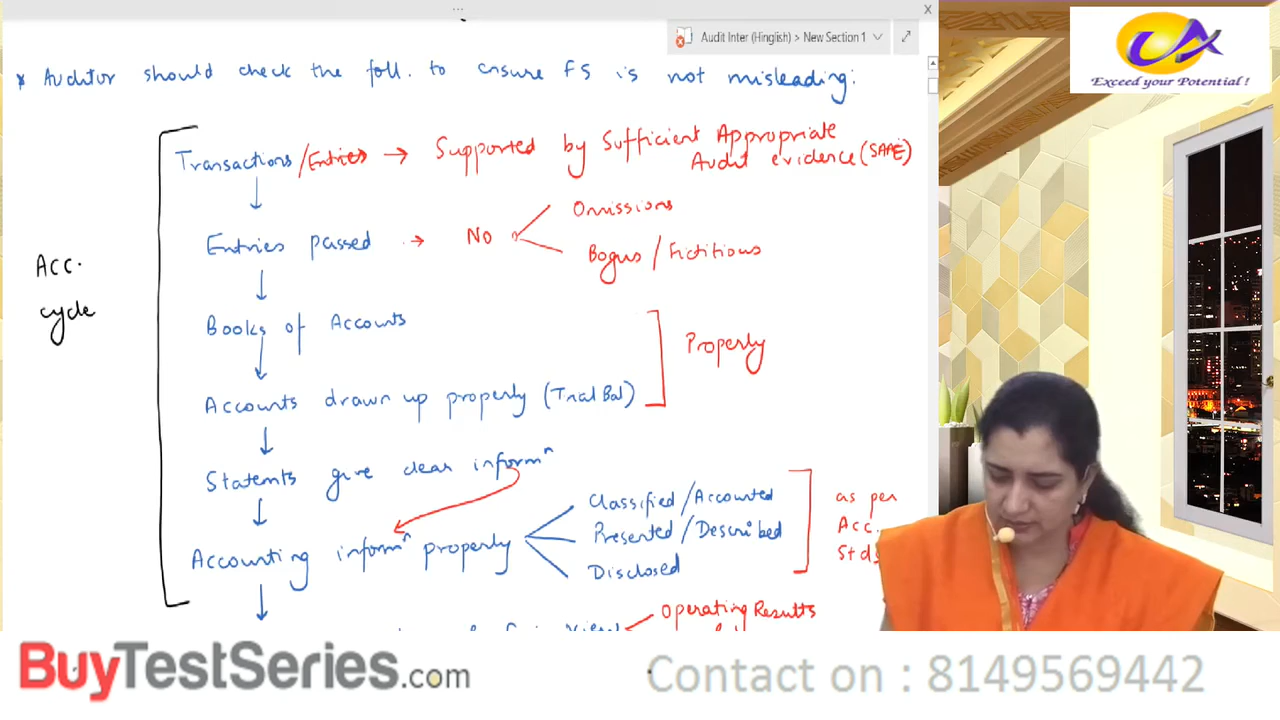 Audit Inter (Hinglish) > New Section 1
Exceed your Potential !
* Auditor should check the foll. to ensure FS is not misleading:
Transactions/Entries → Supported by Sufficient Appropriate
Audit evidence (SAAE)
Entries passed → No
Omissions
Bogus / Fictitious
Acc.
cycle
Books of Accounts
Properly
Accounts drawn up properly (Trial Bal)
Statemts give clear informⁿ
Accounting informⁿ properly
Classified / Accounted
Presented / Described
Disclosed
as per
Acc.
Stds
Operating Results
BuyTestSeries.com
Contact on : 8149569442